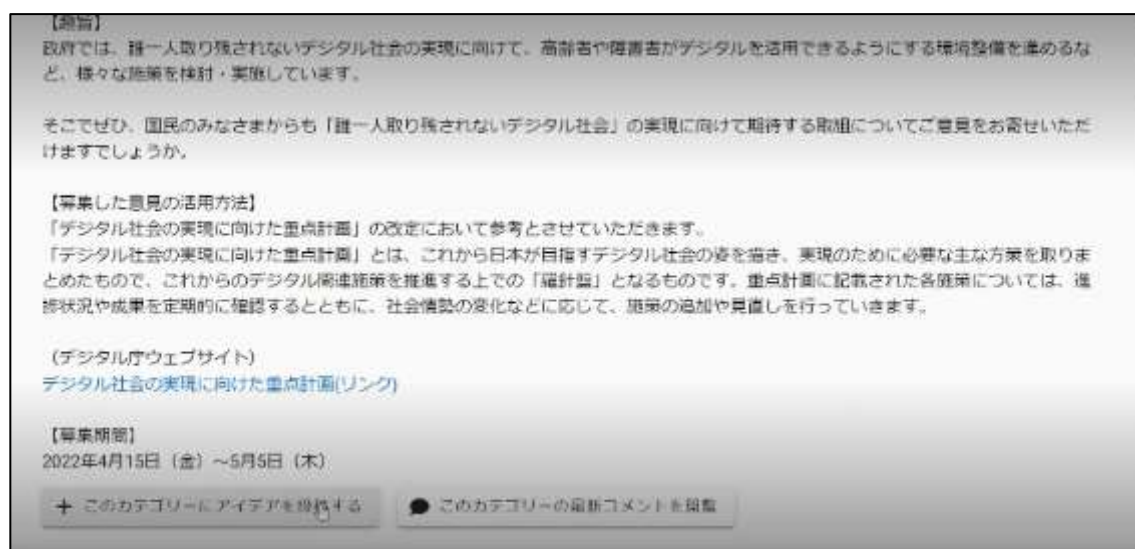 【趣旨】
政府では、誰一人取り残されないデジタル社会の実現に向けて、高齢者や障害者がデジタルを活用できるようにする環境整備を進めるな
ど、様々な施策を検討・実施しています。
そこでぜひ、国民のみなさまからも「誰一人取り残されないデジタル社会」の実現に向けて期待する取組についてご意見をお寄せいただ
けますでしょうか。
【募集した意見の活用方法】
「デジタル社会の実現に向けた重点計画」の改定において参考とさせていただきます。
「デジタル社会の実現に向けた重点計画」とは、これから日本が目指すデジタル社会の姿を描き、実現のために必要な主な方策を取りま
とめたもので、これからのデジタル関連施策を推進する上での「羅針盤」となるものです。重点計画に記載された各施策については、進
捗状況や成果を定期的に確認するとともに、社会情勢の変化などに応じて、施策の追加や見直しを行っていきます。
（デジタル庁ウェブサイト）
デジタル社会の実現に向けた重点計画(リンク)
【募集期間】
2022年4月15日（金）～5月5日（木）
+ このカテゴリーにアイデアを投稿する
このカテゴリーの最新コメントを閲覧